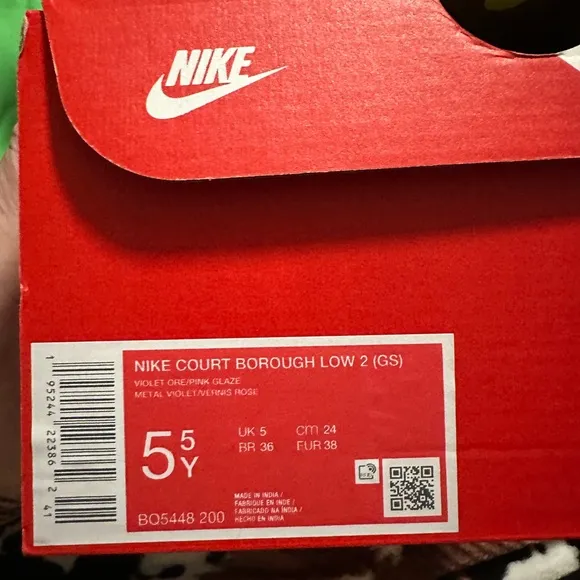 NIKE
NIKE COURT BOROUGH LOW 2 (GS)
VIOLET ORE/PINK GLAZE
METAL VIOLET/VERNIS ROSE
5 5 Y
UK 5 cm 24
BR 36 EUR 38
BQ5448 200
MADE IN INDIA /
FABRIQUE EN INDE /
FABRICADO NA ÍNDIA /
HECHO EN INDIA
1 95244 22386 2 41